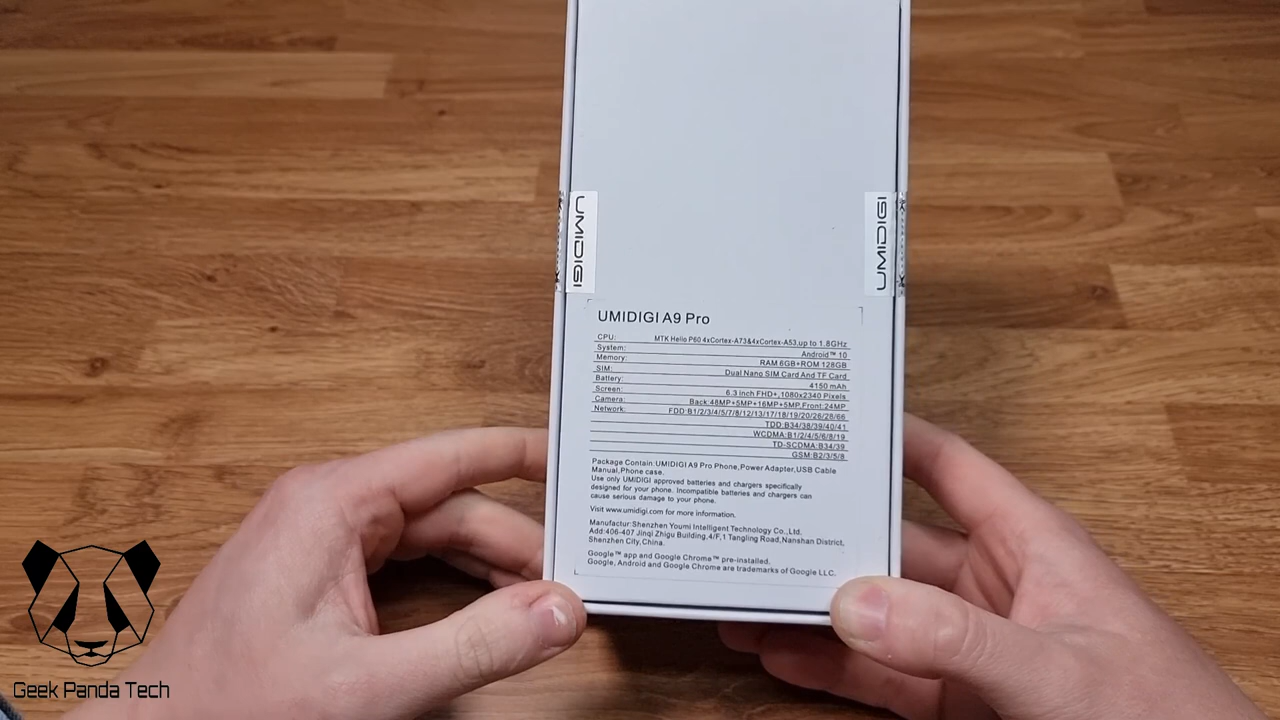 UMIDIGI
UMIDIGI
UMIDIGI A9 Pro
CPU: MTK Helio P60 4xCortex-A73&4xCortex-A53,up to 1.8GHz
System: Android™ 10
Memory: RAM 6GB+ROM 128GB
SIM: Dual Nano SIM Card And TF Card
Battery: 4150 mAh
Screen: 6.3 inch FHD+, 1080x2340 Pixels
Camera: Back:48MP+5MP+16MP+5MP,Front:24MP
Network: FDD:B1/2/3/4/5/7/8/12/13/17/18/19/20/26/28/66
TDD:B34/38/39/40/41
WCDMA:B1/2/4/5/6/8/19
TD-SCDMA:B34/39
GSM:B2/3/5/8
Package Contain:UMIDIGI A9 Pro Phone,Power Adapter,USB Cable
Manual,Phone case.
Use only UMIDIGI approved batteries and chargers specifically
designed for your phone. Incompatible batteries and chargers can
cause serious damage to your phone.
Visit www.umidigi.com for more information.
Manufactur:Shenzhen Youmi Intelligent Technology Co.,Ltd.
Add:406-407 Jinqi Zhigu Building,4/F,1 Tangling Road,Nanshan District,
Shenzhen City,China.
Google™ app and Google Chrome™ pre-installed.
Google, Android and Google Chrome are trademarks of Google LLC.
Geek Panda Tech